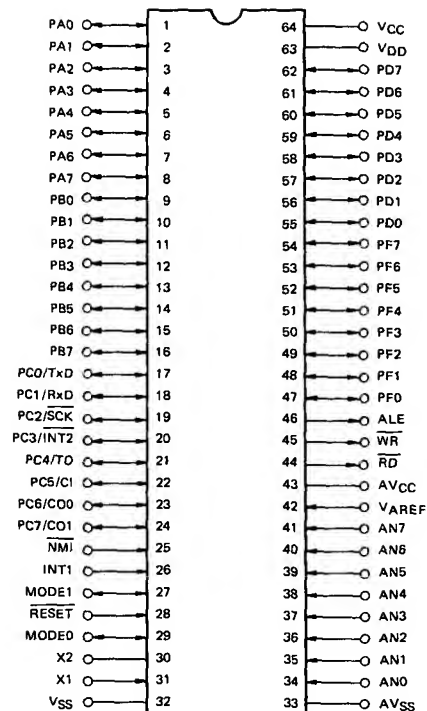 PA0 1 64 VCC
PA1 2 63 VDD
PA2 3 62 PD7
PA3 4 61 PD6
PA4 5 60 PD5
PA5 6 59 PD4
PA6 7 58 PD3
PA7 8 57 PD2
PB0 9 56 PD1
PB1 10 55 PD0
PB2 11 54 PF7
PB3 12 53 PF6
PB4 13 52 PF5
PB5 14 51 PF4
PB6 15 50 PF3
PB7 16 49 PF2
PC0/TxD 17 48 PF1
PC1/RxD 18 47 PF0
PC2/S̅C̅K̅ 19 46 ALE
PC3/I̅N̅T̅2̅ 20 45 W̅R̅
PC4/TO 21 44 R̅D̅
PC5/CI 22 43 AVCC
PC6/CO0 23 42 VAREF
PC7/CO1 24 41 AN7
N̅M̅I̅ 25 40 AN6
INT1 26 39 AN5
MODE1 27 38 AN4
R̅E̅S̅E̅T̅ 28 37 AN3
MODE0 29 36 AN2
X2 30 35 AN1
X1 31 34 AN0
VSS 32 33 AVSS